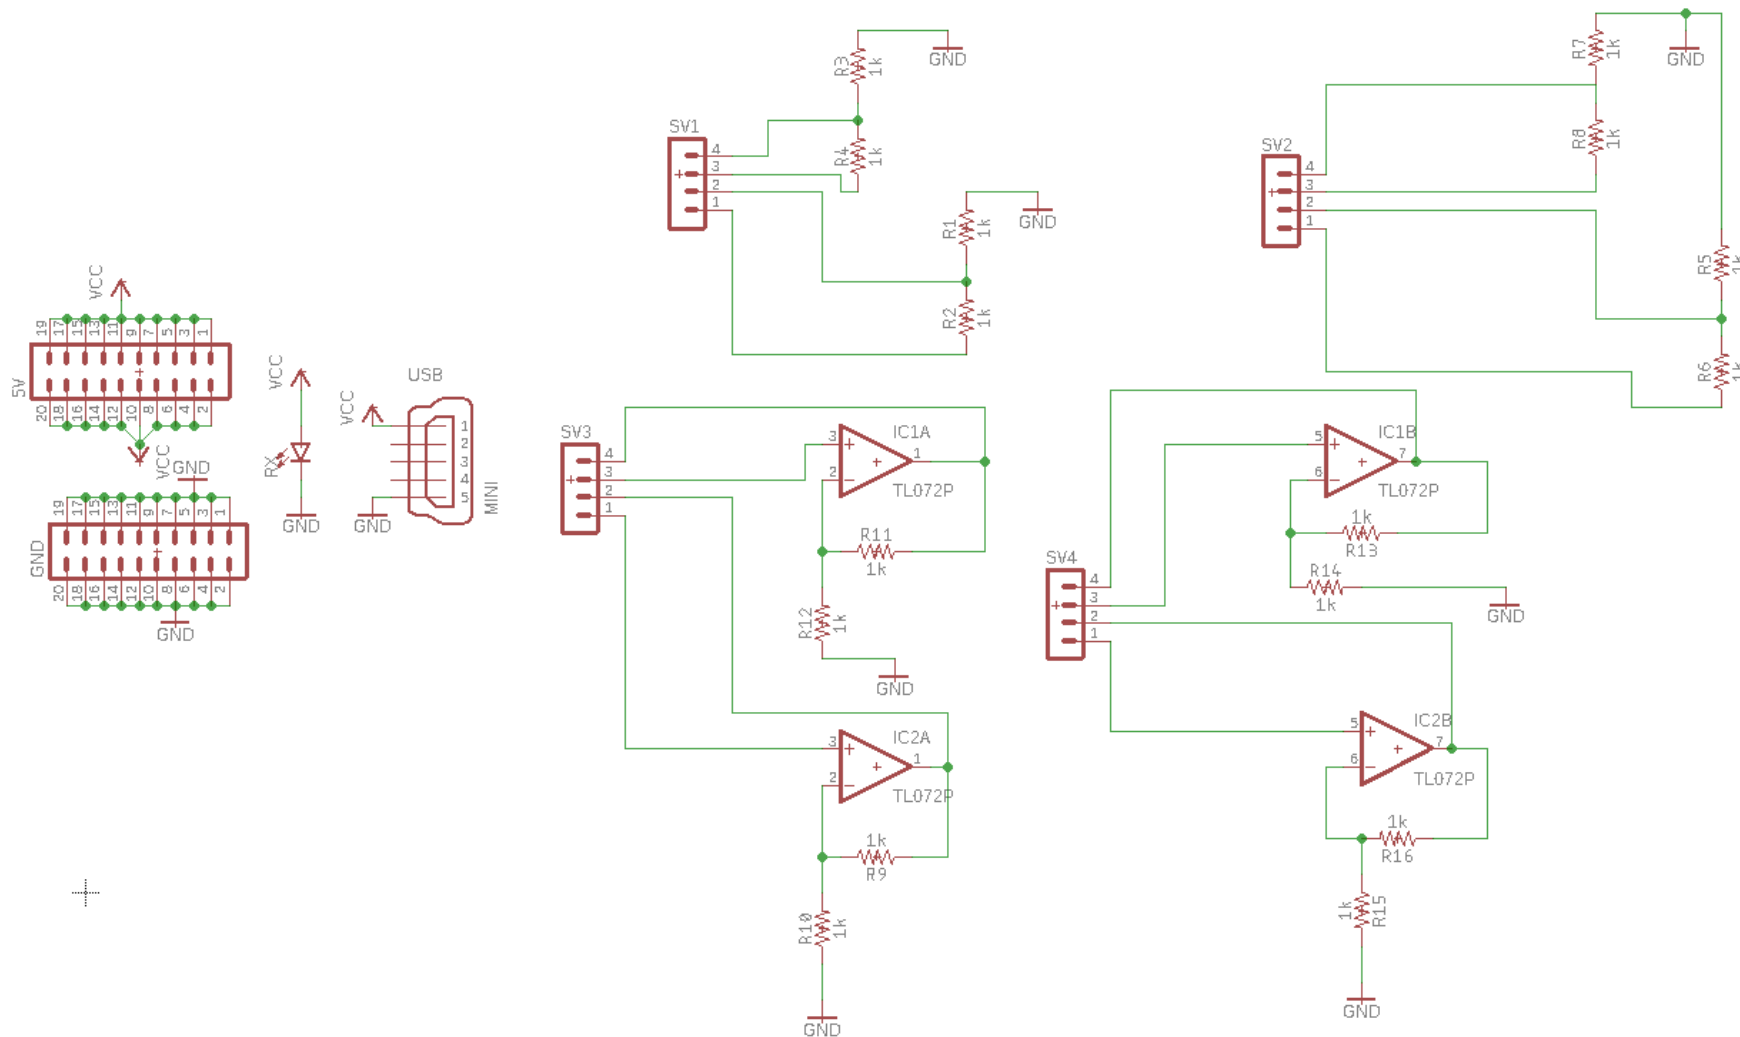 R3
1k
GND
R7
1k
GND
SV1
4
3
2
1
R4
1k
SV2
4
3
2
1
R8
1k
R1
1k
GND
R2
1k
R5
1k
R6
1k
VCC
19
17
15
13
11
9
7
5
3
1
5V
20
18
16
14
12
10
8
6
4
2
VCC
VCC
RX
GND
USB
VCC
1
2
3
4
5
MINI
GND
GND
19
17
15
13
11
9
7
5
3
1
GND
20
18
16
14
12
10
8
6
4
2
GND
SV3
4
3
2
1
3
2
1
IC1A
TL072P
R11
1k
R12
1k
GND
5
6
7
IC1B
TL072P
1k
R13
R14
1k
GND
SV4
4
3
2
1
3
2
1
IC2A
TL072P
1k
R9
R10
1k
GND
5
6
7
IC2B
TL072P
1k
R16
1k
R15
GND